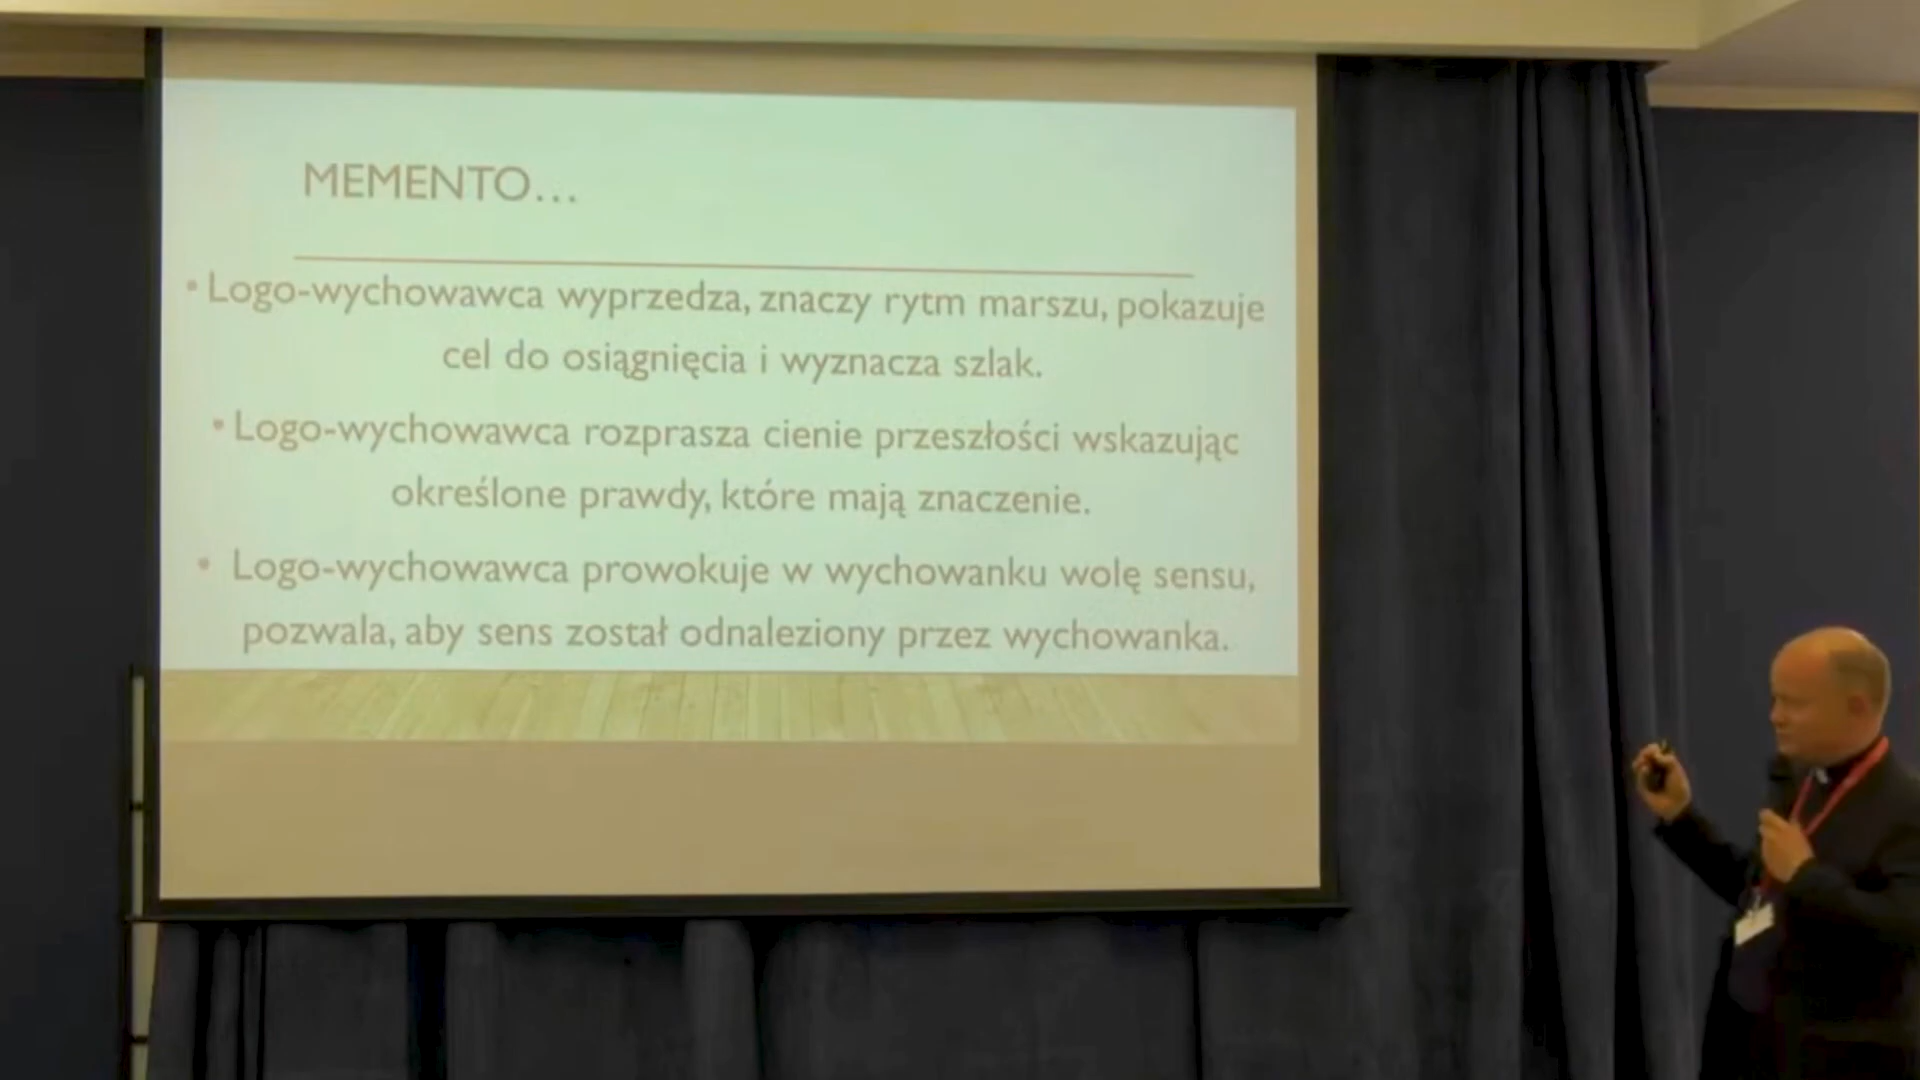 MEMENTO...
• Logo-wychowawca wyprzedza, znaczy rytm marszu, pokazuje
cel do osiągnięcia i wyznacza szlak.
• Logo-wychowawca rozprasza cienie przeszłości wskazując
określone prawdy, które mają znaczenie.
• Logo-wychowawca prowokuje w wychowanku wolę sensu,
pozwala, aby sens został odnaleziony przez wychowanka.